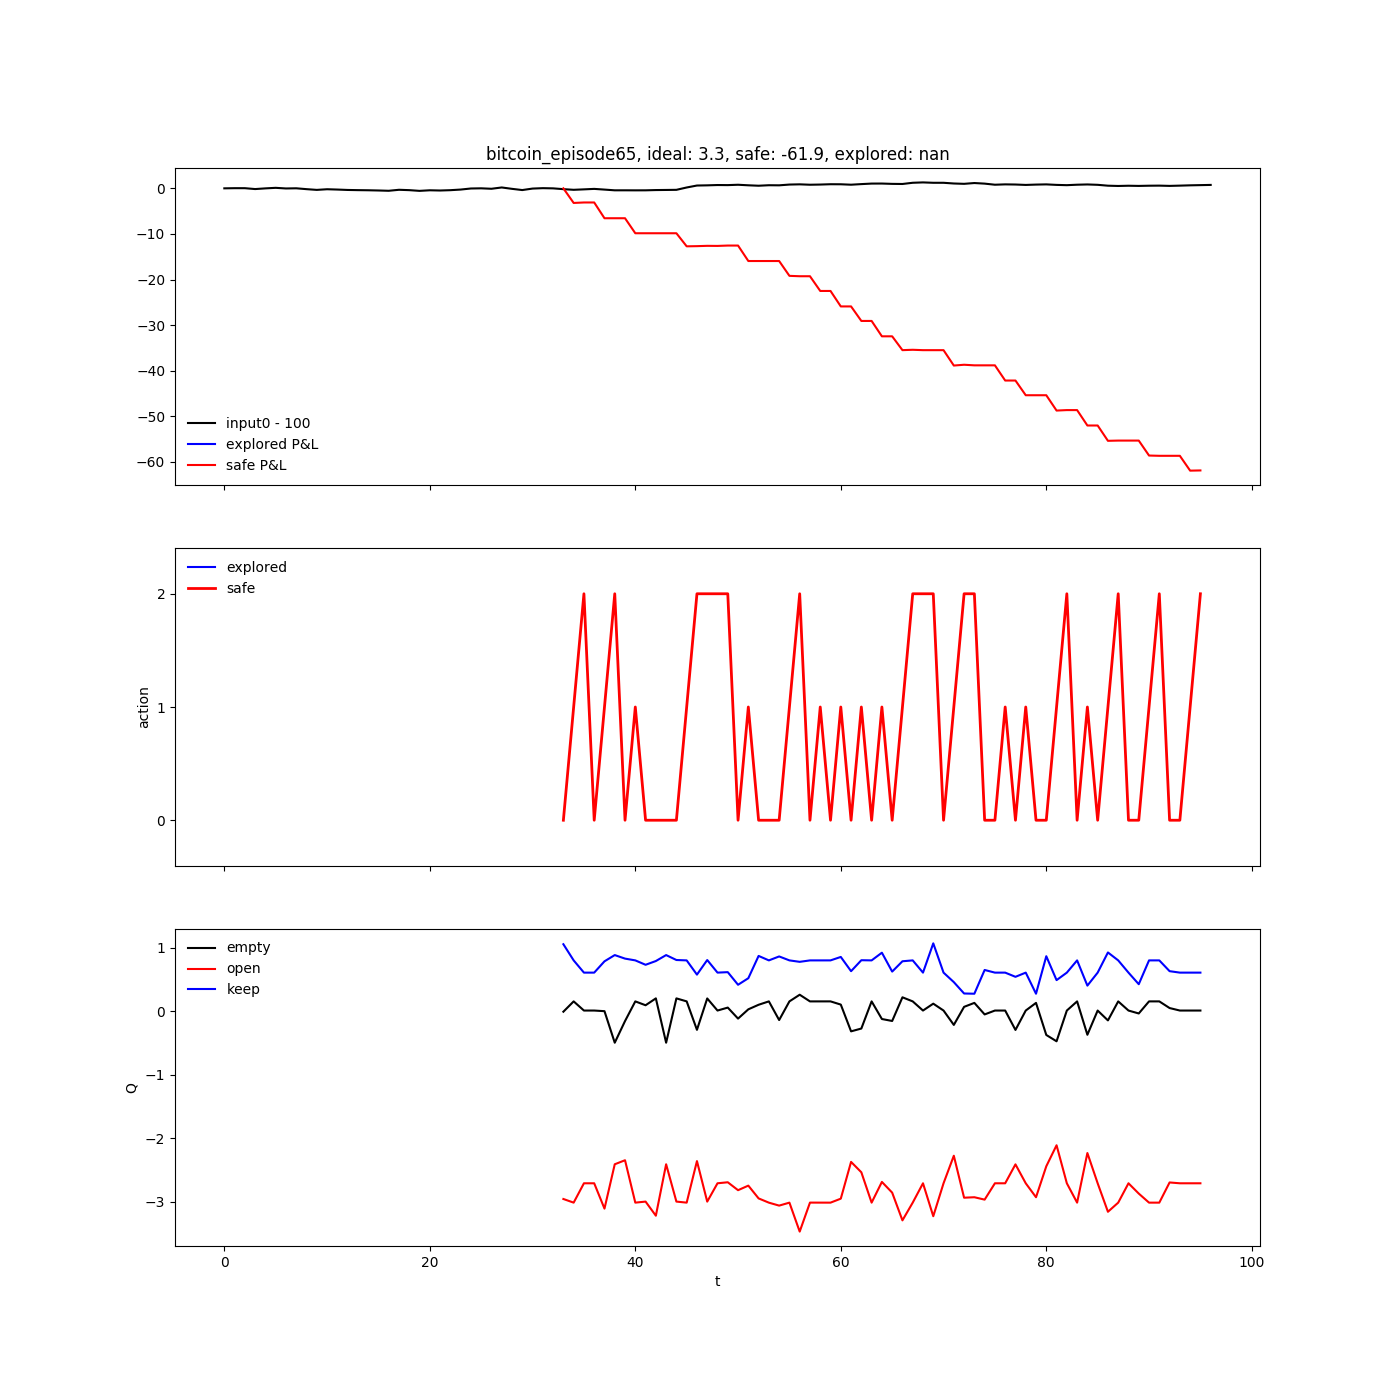 bitcoin_episode65, ideal: 3.3, safe: -61.9, explored: nan
0
−10
−20
−30
−40
−50
−60
input0 - 100
explored P&L
safe P&L
explored
safe
2
1
0
action
empty
open
keep
1
0
−1
−2
−3
Q
0
20
40
60
80
100
t